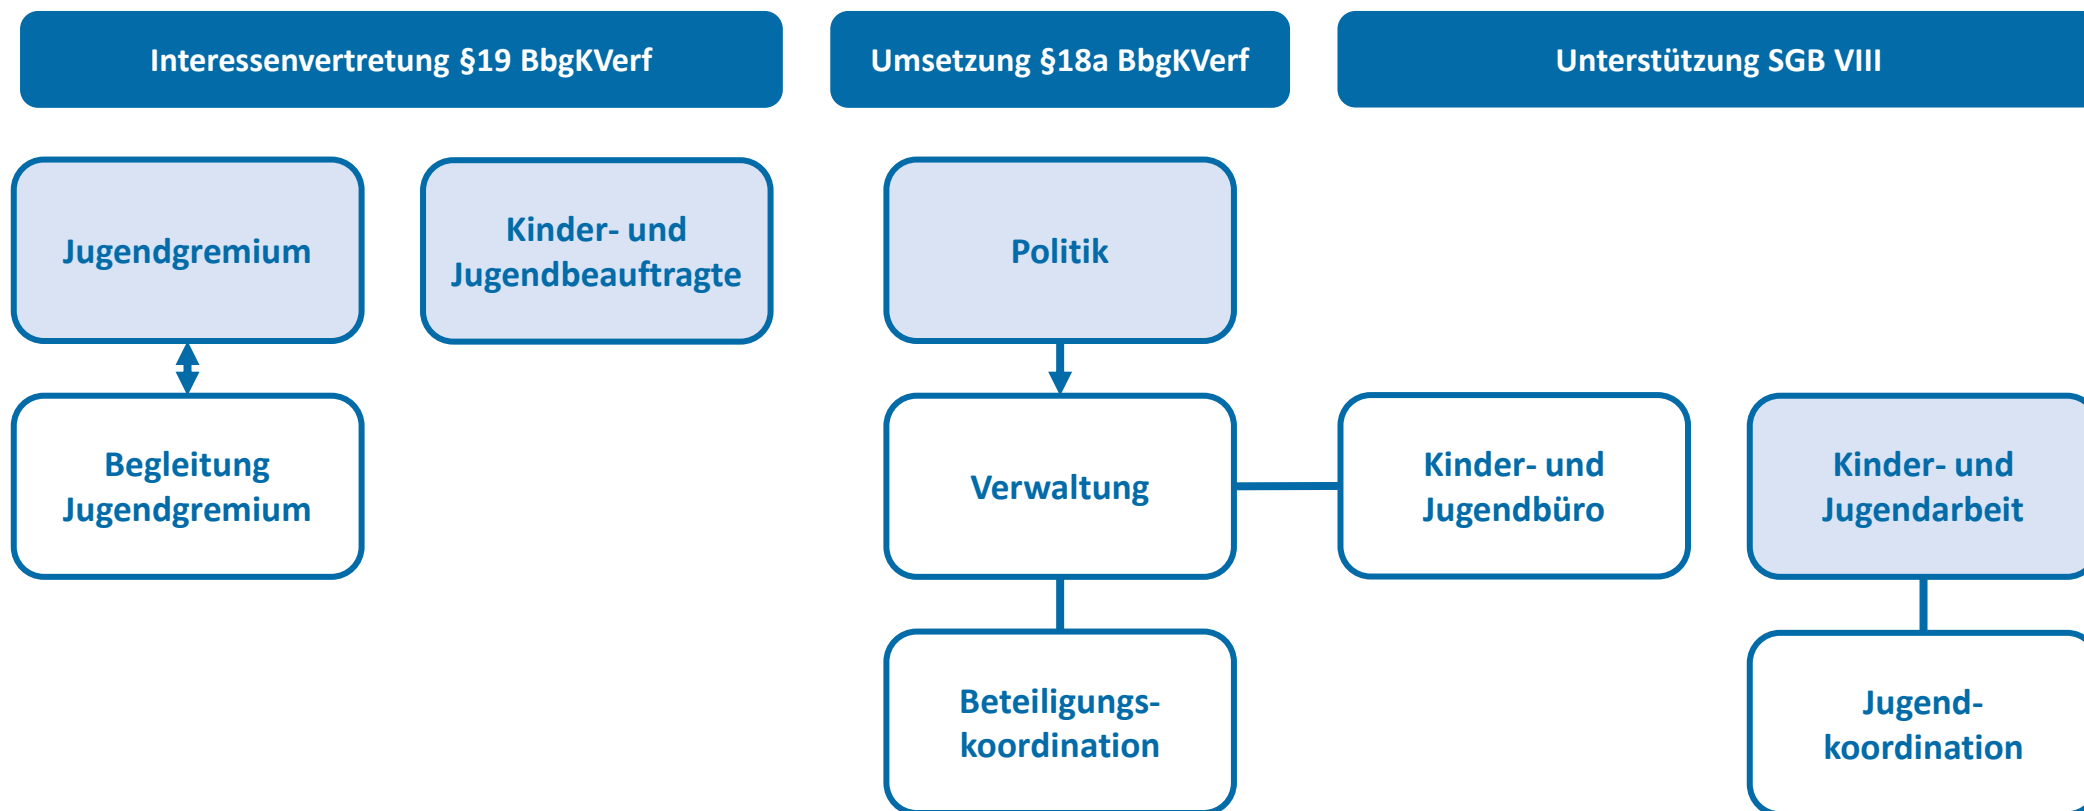 Interessenvertretung §19 BbgKVerf
Umsetzung §18a BbgKVerf
Unterstützung SGB VIII
Jugendgremium
Kinder- und
Jugendbeauftragte
Politik
Begleitung
Jugendgremium
Verwaltung
Kinder- und
Jugendbüro
Kinder- und
Jugendarbeit
Beteiligungs-
koordination
Jugend-
koordination